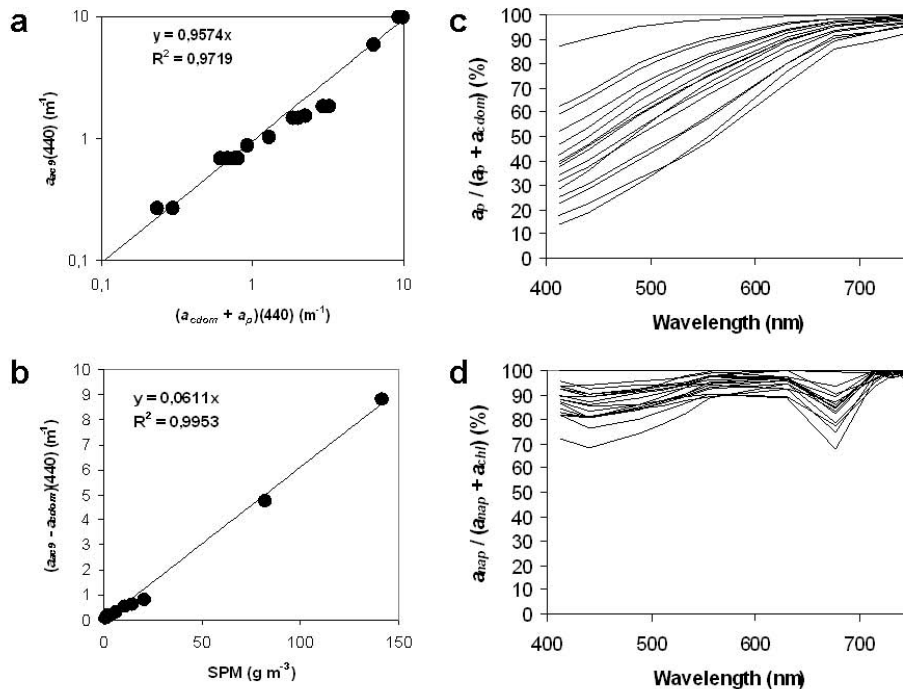 a
y = 0,9574x
R² = 0,9719
a_ac9(440) (m⁻¹)
10
1
0,1
0,1 1 10
(a_cdom + a_p)(440) (m⁻¹)
b
y = 0,0611x
R² = 0,9953
(a_ac9 - a_cdom)(440) (m⁻¹)
10
9
8
7
6
5
4
3
2
1
0
0 50 100 150
SPM (g m⁻³)
c
a_p / (a_p + a_cdom) (%)
100
90
80
70
60
50
40
30
20
10
0
400 500 600 700
Wavelength (nm)
d
a_nap / (a_nap + a_chl) (%)
100
90
80
70
60
50
40
30
20
10
0
400 500 600 700
Wavelength (nm)